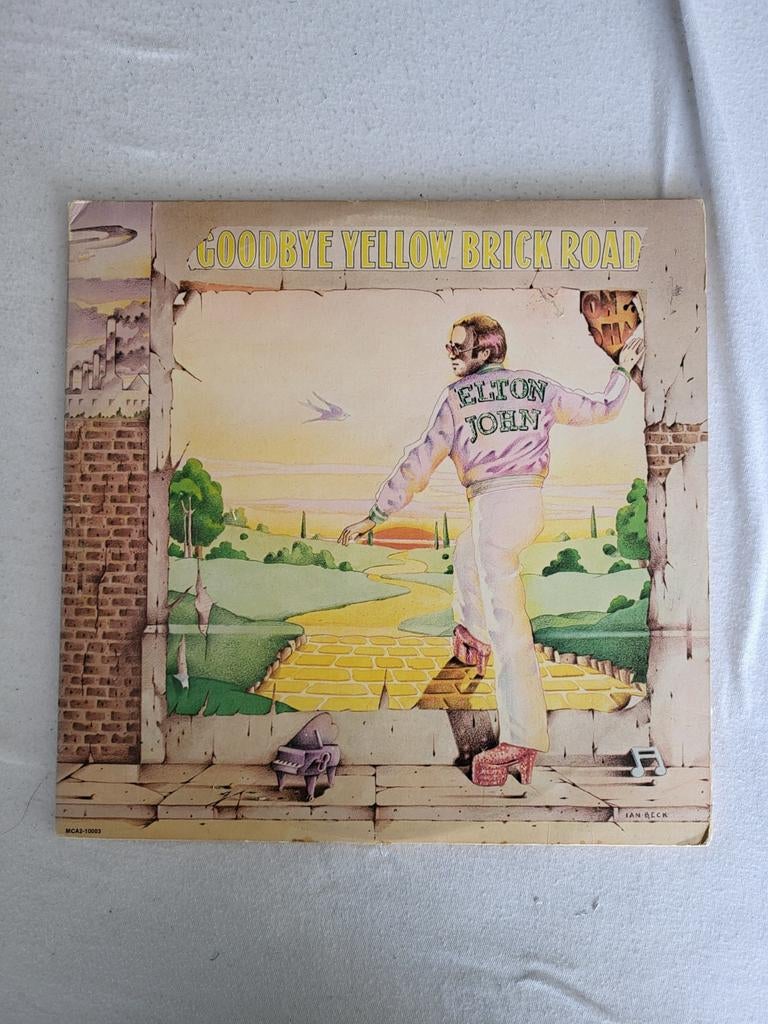 GOODBYE YELLOW BRICK ROAD
ELTON
JOHN
MCA2-10003
IAN BECK